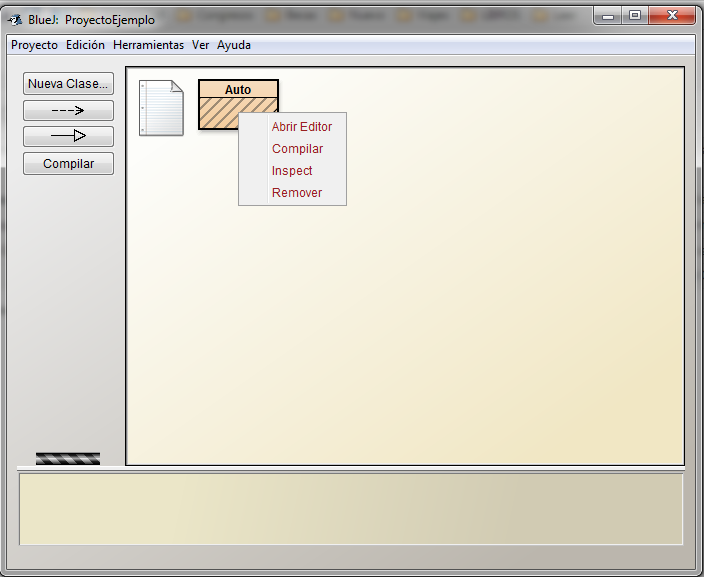 BlueJ: ProyectoEjemplo
Proyecto Edición Herramientas Ver Ayuda
Nueva Clase...
Compilar
Auto
Abrir Editor
Compilar
Inspect
Remover